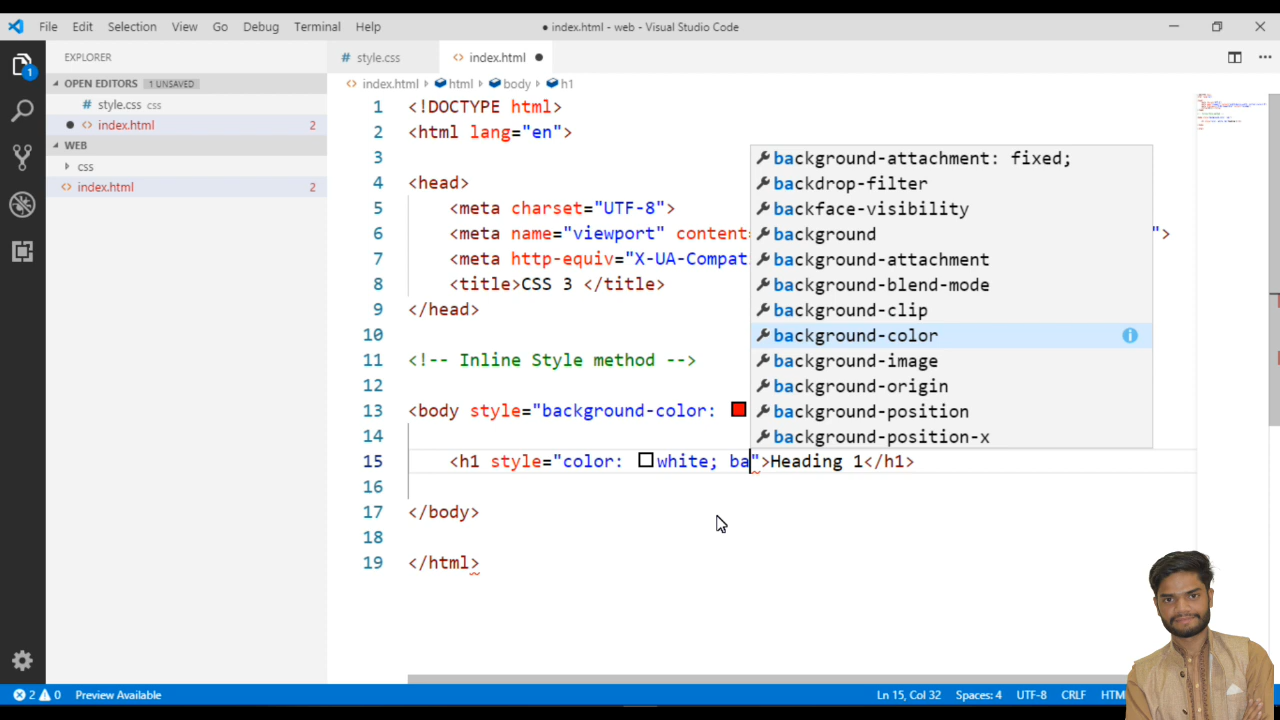 File Edit Selection View Go Debug Terminal Help ● index.html - web - Visual Studio Code
EXPLORER
OPEN EDITORS 1 UNSAVED
style.css css
index.html 2
WEB
css
index.html 2
1
style.css
index.html
index.html html body h1
1 <!DOCTYPE html>
2 <html lang="en">
3
4 <head>
5 <meta charset="UTF-8">
6 <meta name="viewport" content= ">
7 <meta http-equiv="X-UA-Compat
8 <title>CSS 3 </title>
9 </head>
10
11 <!-- Inline Style method -->
12
13 <body style="background-color:
14
15 <h1 style="color: white; ba">Heading 1</h1>
16
17 </body>
18
19 </html>
background-attachment: fixed;
backdrop-filter
backface-visibility
background
background-attachment
background-blend-mode
background-clip
background-color
background-image
background-origin
background-position
background-position-x
2 0 Preview Available Ln 15, Col 32 Spaces: 4 UTF-8 CRLF HTM